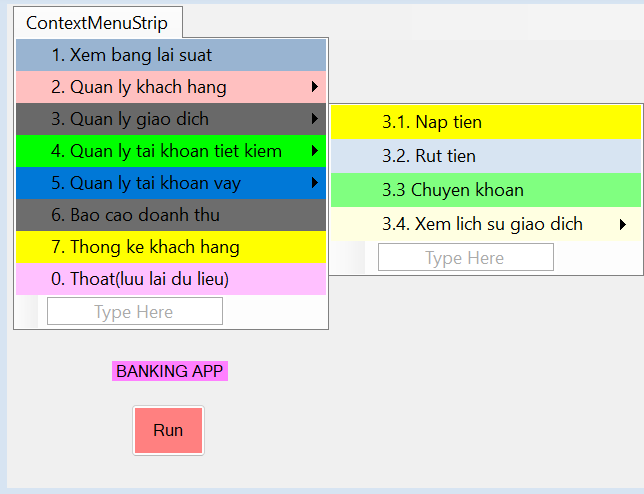 ContextMenuStrip
1. Xem bang lai suat
2. Quan ly khach hang
3. Quan ly giao dich
4. Quan ly tai khoan tiet kiem
5. Quan ly tai khoan vay
6. Bao cao doanh thu
7. Thong ke khach hang
0. Thoat(luu lai du lieu)
Type Here
3.1. Nap tien
3.2. Rut tien
3.3 Chuyen khoan
3.4. Xem lich su giao dich
Type Here
BANKING APP
Run